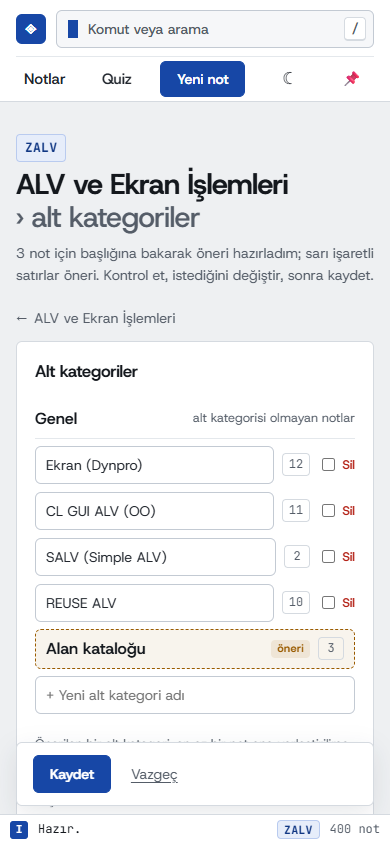 Komut veya arama /
Notlar Quiz Yeni not
ZALV
ALV ve Ekran İşlemleri
› alt kategoriler
3 not için başlığına bakarak öneri hazırladım; sarı işaretli
satırlar öneri. Kontrol et, istediğini değiştir, sonra kaydet.
← ALV ve Ekran İşlemleri
Alt kategoriler
Genel alt kategorisi olmayan notlar
Ekran (Dynpro) 12 Sil
CL GUI ALV (OO) 11 Sil
SALV (Simple ALV) 2 Sil
REUSE ALV 10 Sil
Alan kataloğu öneri 3
+ Yeni alt kategori adı
Kaydet Vazgeç
I Hazır. ZALV 400 not